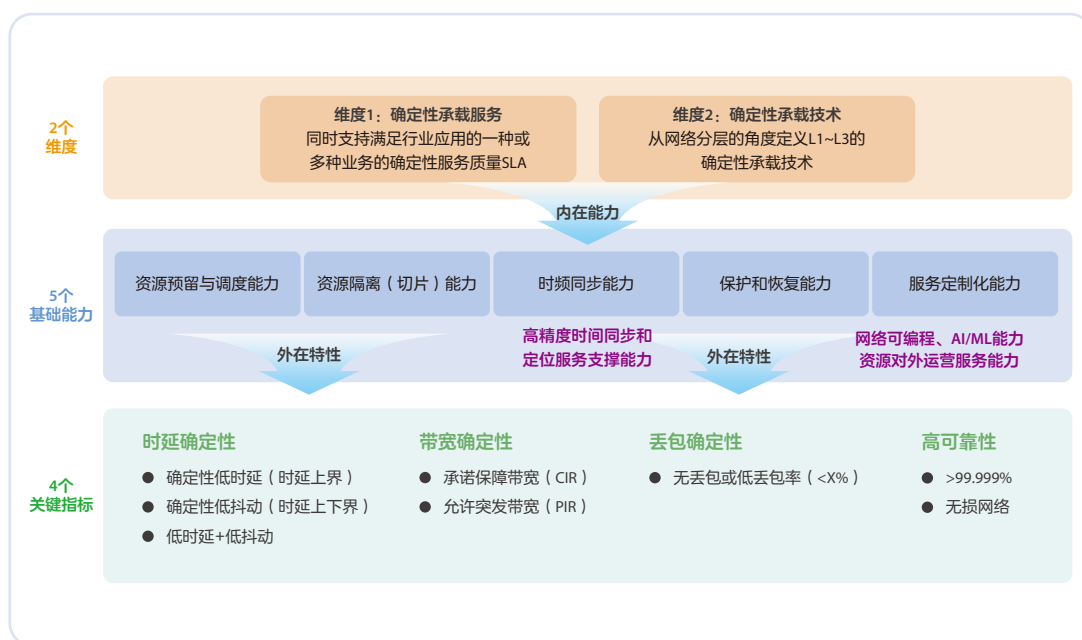 2个
维度
维度1：确定性承载服务
同时支持满足行业应用的一种或
多种业务的确定性服务质量SLA
维度2：确定性承载技术
从网络分层的角度定义L1~L3的
确定性承载技术
内在能力
5个
基础能力
资源预留与调度能力
资源隔离（切片）能力
时频同步能力
保护和恢复能力
服务定制化能力
外在特性
高精度时间同步和
定位服务支撑能力
外在特性
网络可编程、AI/ML能力
资源对外运营服务能力
4个
关键指标
时延确定性
● 确定性低时延（时延上界）
● 确定性低抖动（时延上下界）
● 低时延+低抖动
带宽确定性
● 承诺保障带宽（CIR）
● 允许突发带宽（PIR）
丢包确定性
● 无丢包或低丢包率（<X%）
高可靠性
● >99.999%
● 无损网络